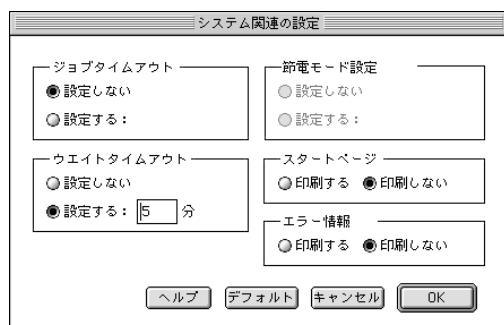 システム関連の設定
ジョブタイムアウト
設定しない
設定する：
ウエイトタイムアウト
設定しない
設定する： 5 分
節電モード設定
設定しない
設定する：
スタートページ
印刷する 印刷しない
エラー情報
印刷する 印刷しない
ヘルプ デフォルト キャンセル OK